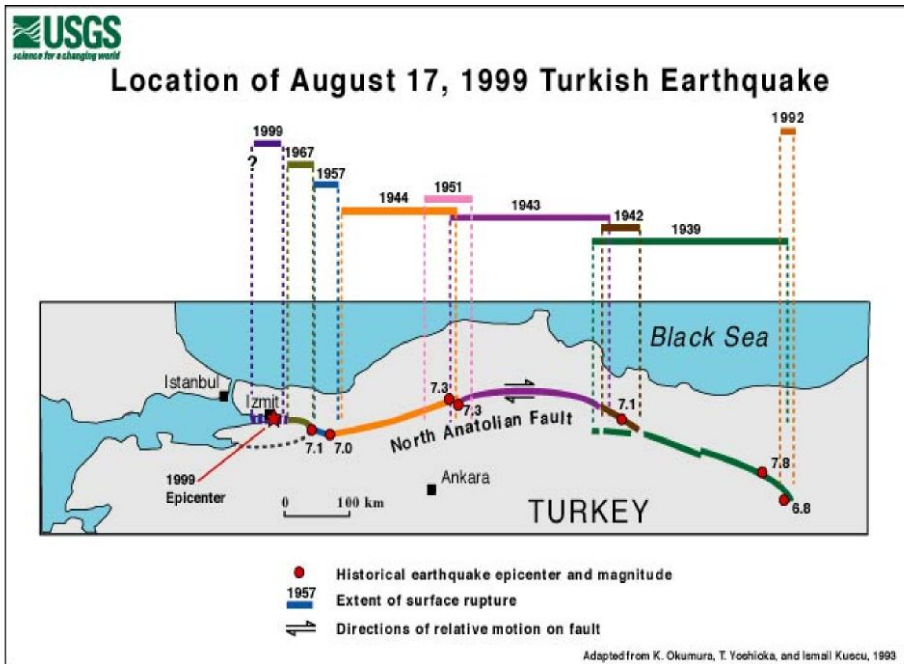 USGS
science for a changing world
Location of August 17, 1999 Turkish Earthquake
1992
1999
?
1967
1957
1951
1944
1943
1942
1939
Black Sea
Istanbul
Izmit
7.3
7.3
7.1
North Anatolian Fault
7.1
7.0
7.8
1999
Epicenter
Ankara
6.8
0 100 km
TURKEY
Historical earthquake epicenter and magnitude
1957
Extent of surface rupture
Directions of relative motion on fault
Adapted from K. Okumura, T. Yoshioka, and Ismail Kuscu, 1993